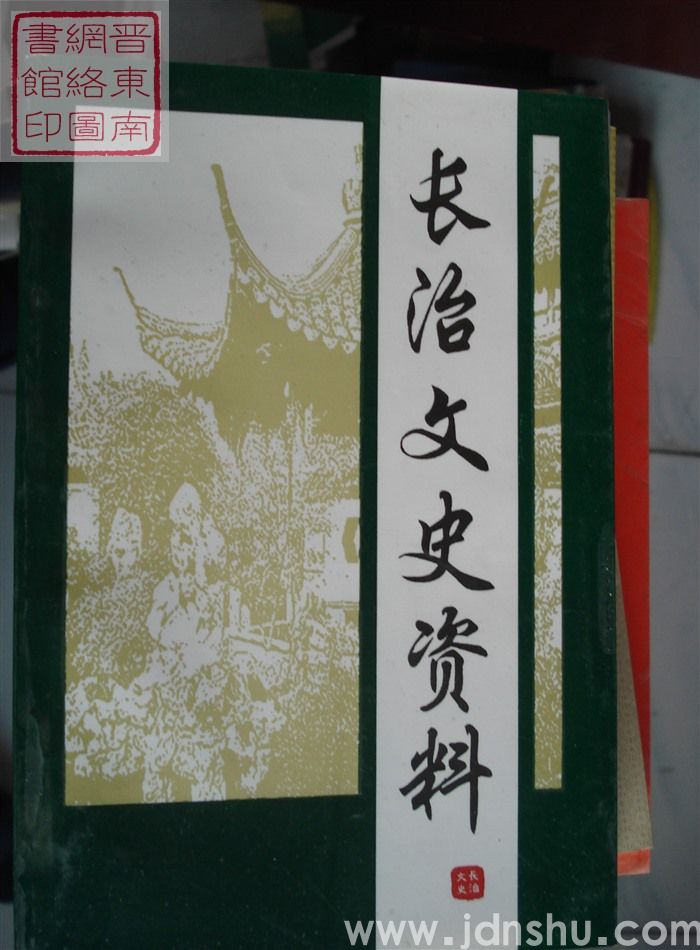 晋東南
網絡圖
書館印
长治文史资料
长治
文史
www.jdnshu.com